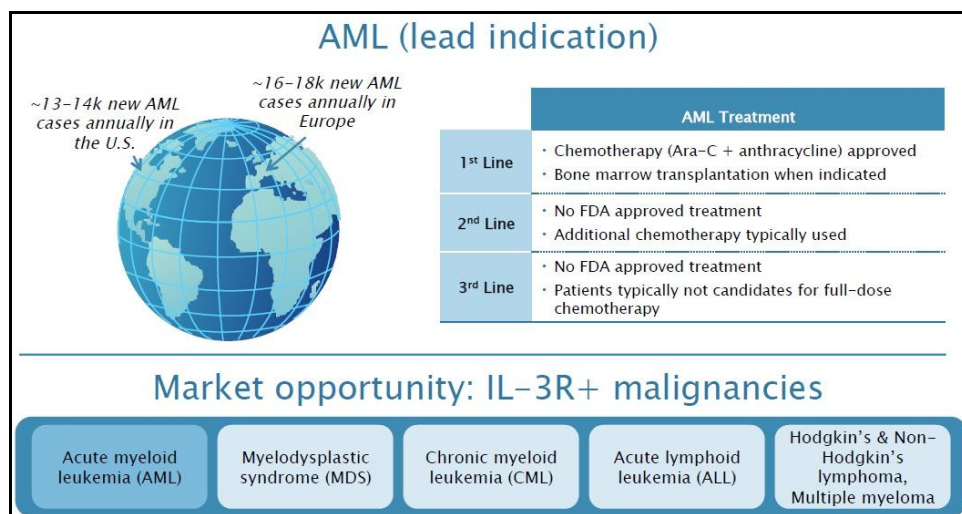 AML (lead indication)
~13-14k new AML
cases annually in
the U.S.
~16-18k new AML
cases annually in
Europe
AML Treatment
1st Line
· Chemotherapy (Ara-C + anthracycline) approved
· Bone marrow transplantation when indicated
2nd Line
· No FDA approved treatment
· Additional chemotherapy typically used
3rd Line
· No FDA approved treatment
· Patients typically not candidates for full-dose
chemotherapy
Market opportunity: IL-3R+ malignancies
Acute myeloid
leukemia (AML)
Myelodysplastic
syndrome (MDS)
Chronic myeloid
leukemia (CML)
Acute lymphoid
leukemia (ALL)
Hodgkin's & Non-
Hodgkin's
lymphoma,
Multiple myeloma